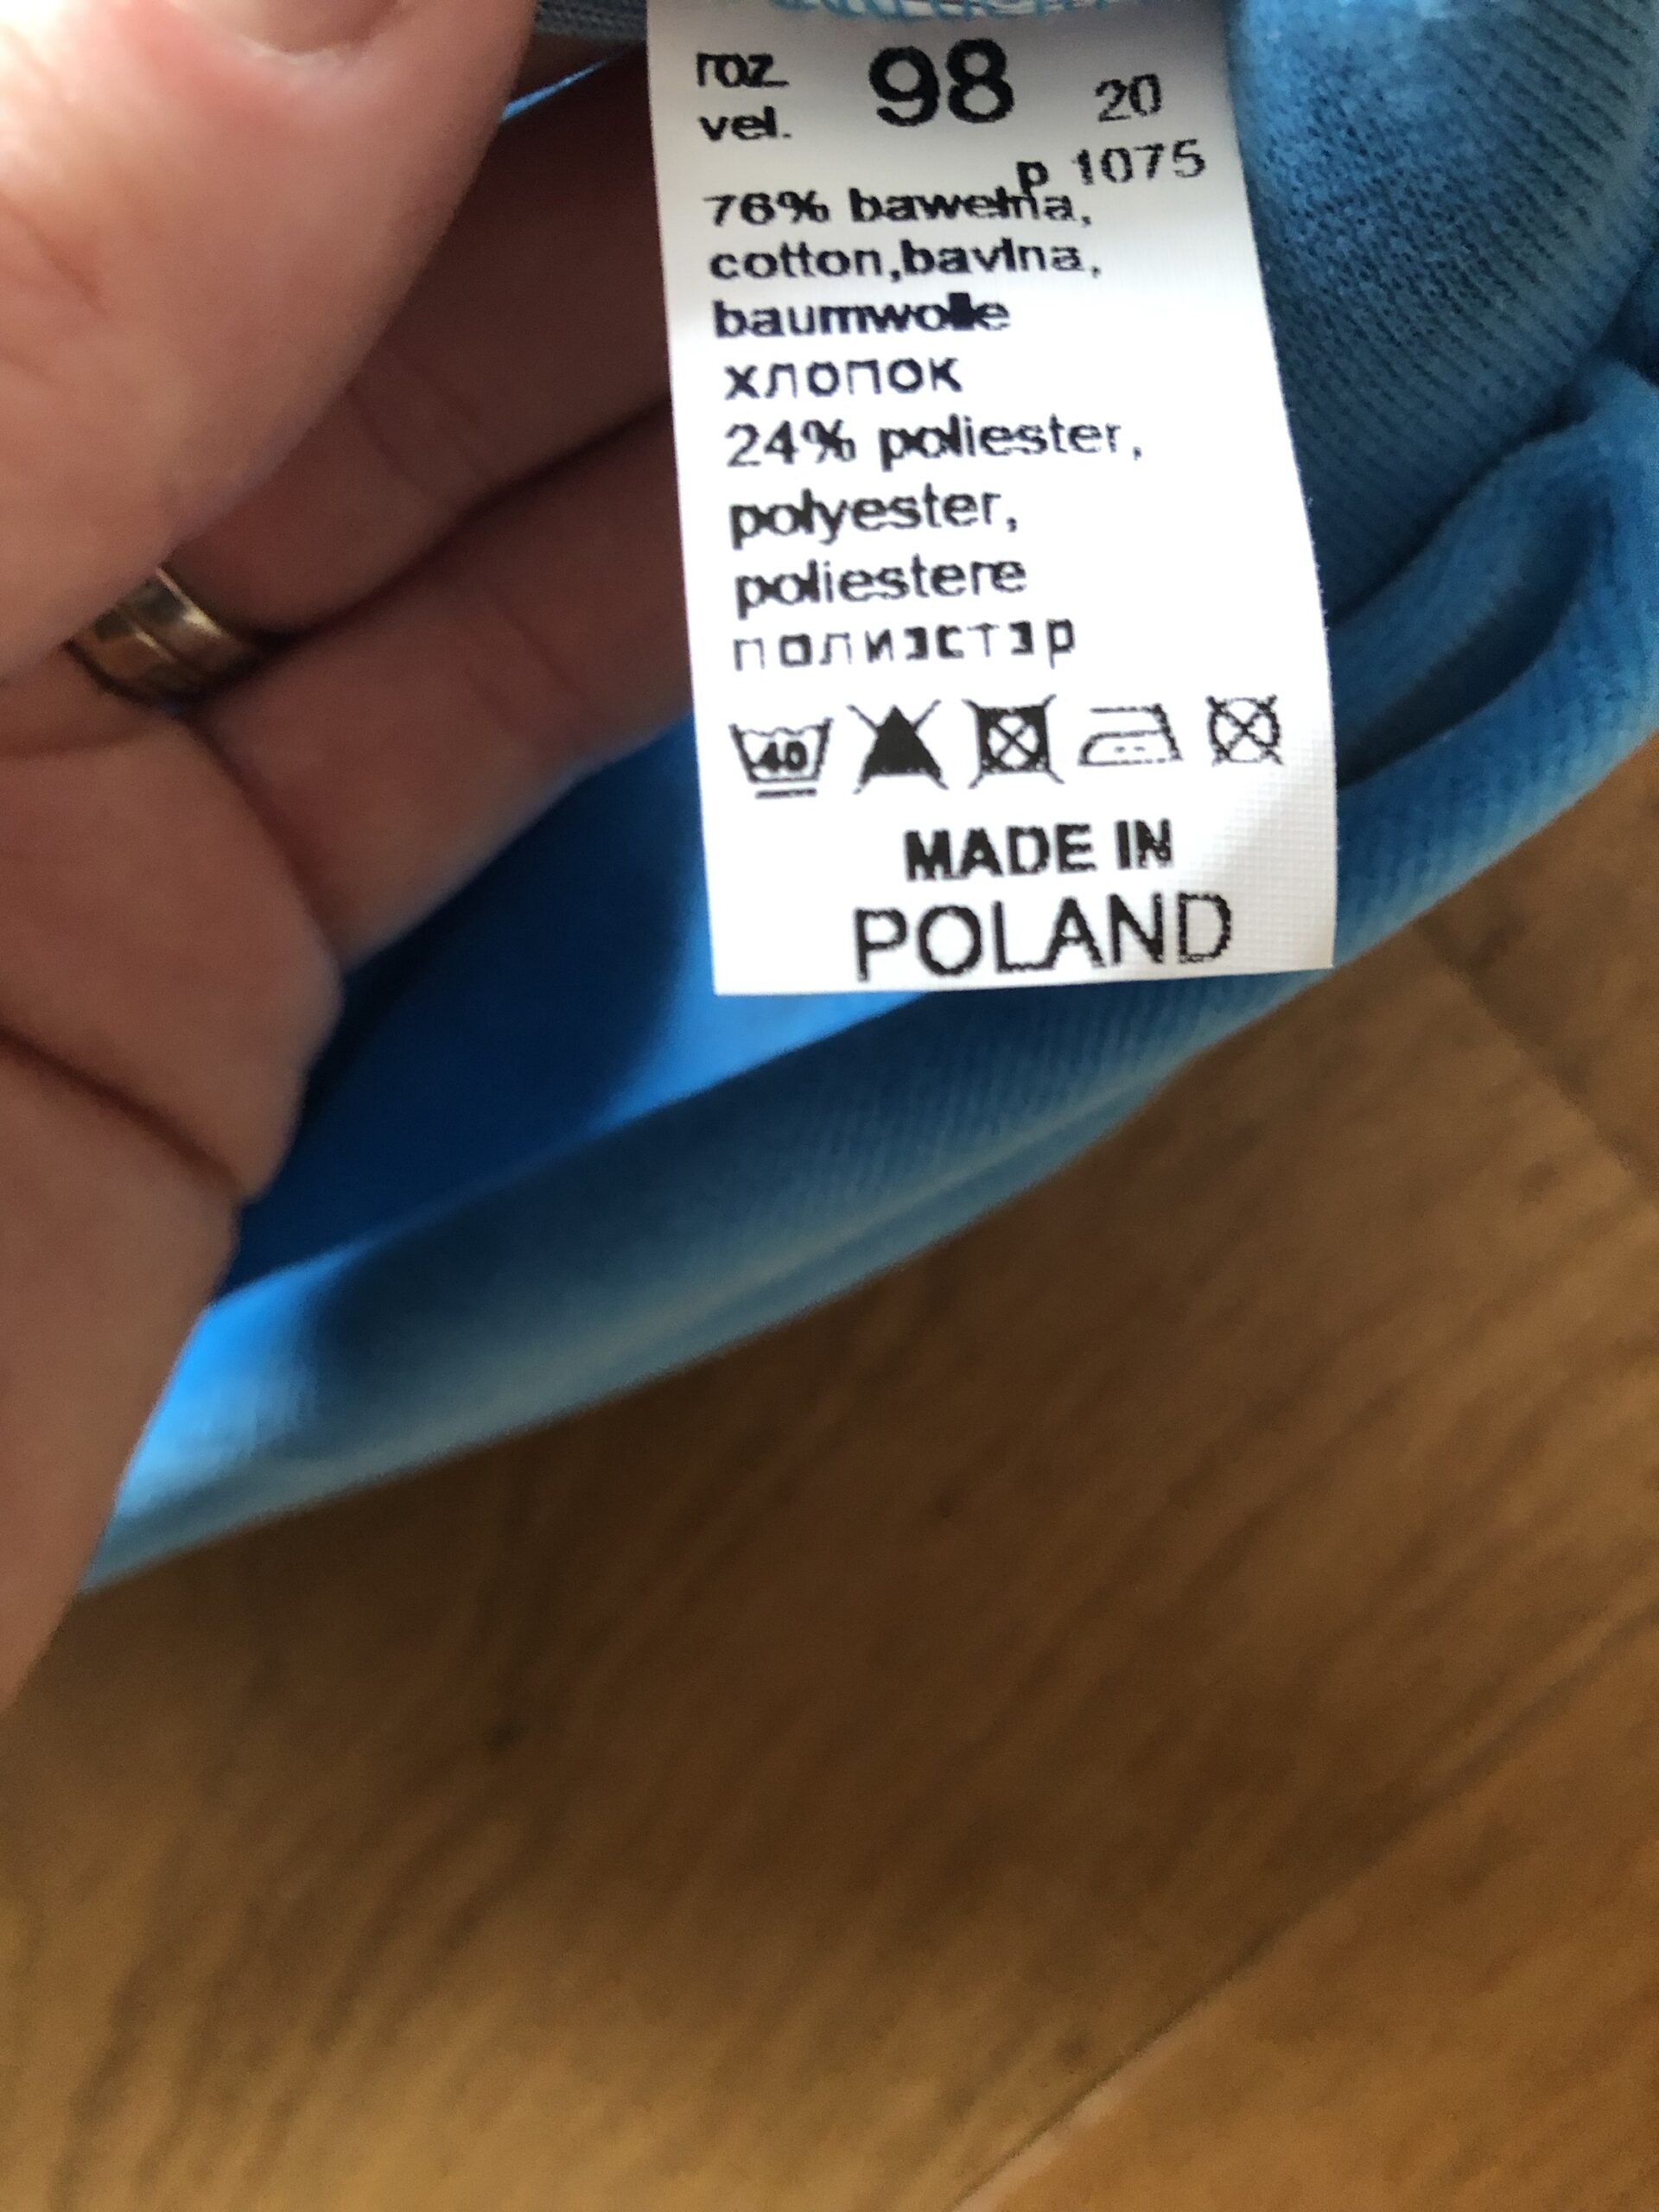 roz vel. 98 20
p 1075
76% bawełna,
cotton,bavlna,
baumwolle
хлопок
24% poliester,
polyester,
poliestere
полиэстэр
40
MADE IN
POLAND